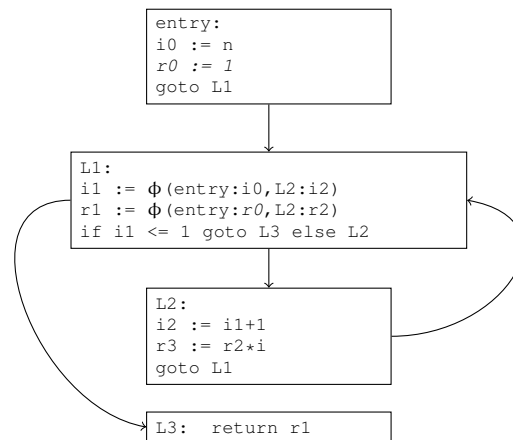 entry:
i0 := n
r0 := 1
goto L1
L1:
i1 := ϕ(entry:i0,L2:i2)
r1 := ϕ(entry:r0,L2:r2)
if i1 <= 1 goto L3 else L2
L2:
i2 := i1+1
r3 := r2*i
goto L1
L3: return r1